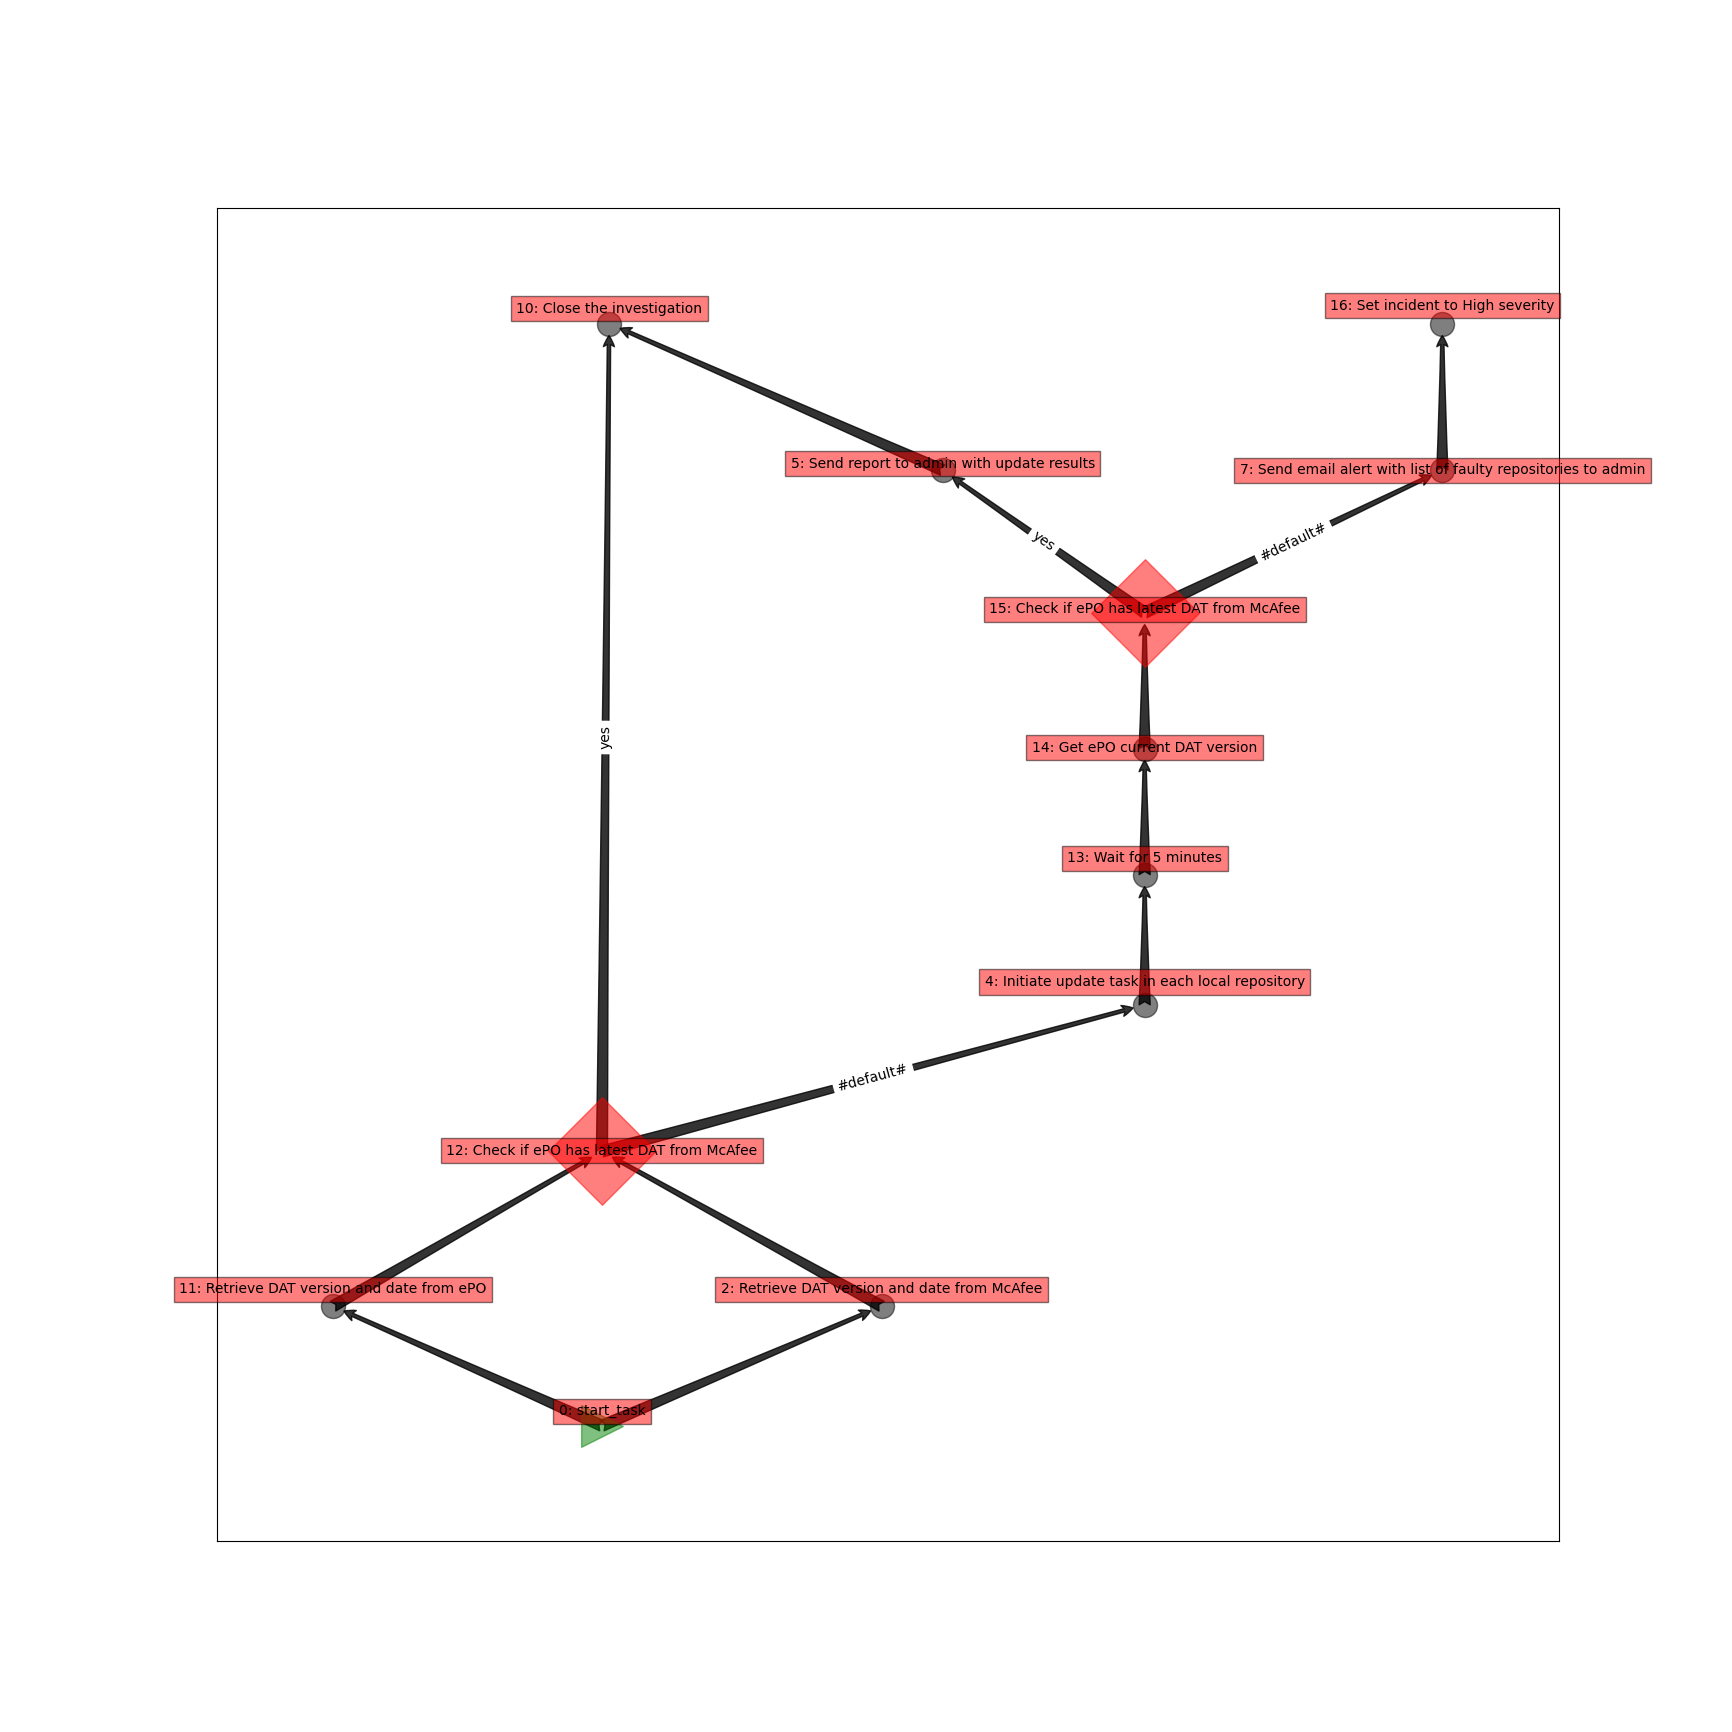 16: Set incident to High severity
10: Close the investigation
5: Send report to admin with update results
7: Send email alert with list of faulty repositories to admin
yes
#default#
15: Check if ePO has latest DAT from McAfee
yes
14: Get ePO current DAT version
13: Wait for 5 minutes
4: Initiate update task in each local repository
#default#
12: Check if ePO has latest DAT from McAfee
11: Retrieve DAT version and date from ePO
2: Retrieve DAT version and date from McAfee
0: start_task